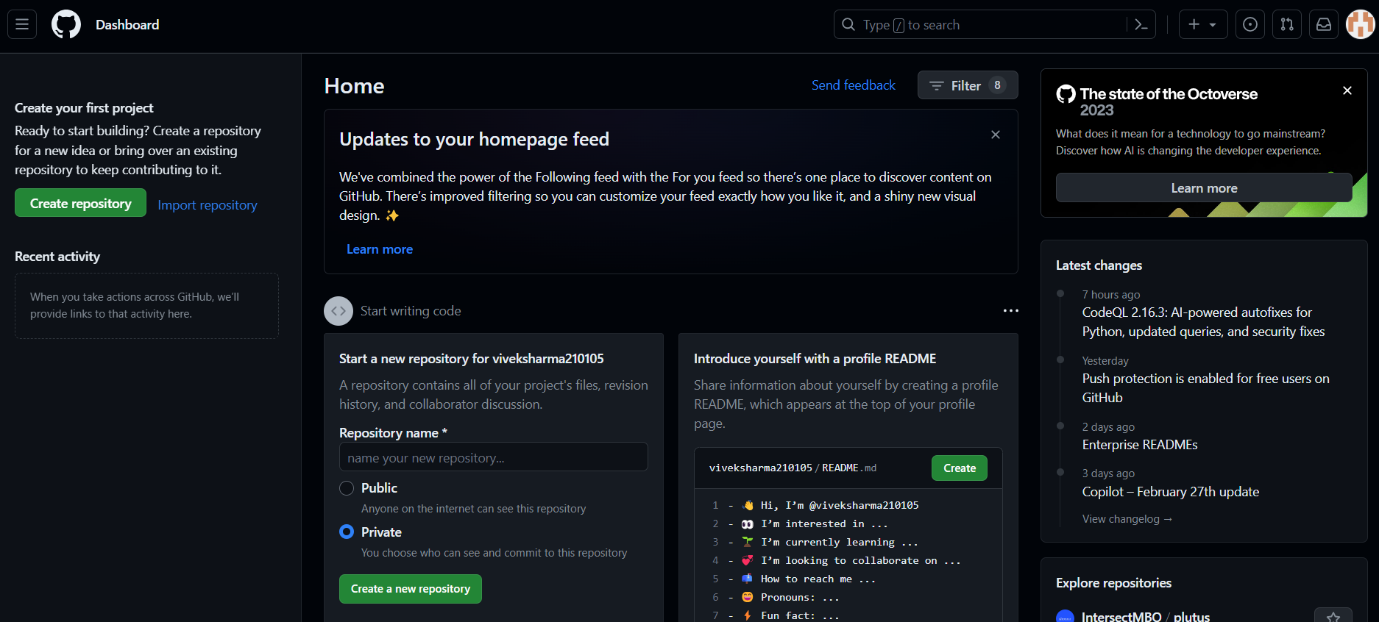 Dashboard
Type / to search
Create your first project
Ready to start building? Create a repository
for a new idea or bring over an existing
repository to keep contributing to it.
Create repository
Import repository
Recent activity
When you take actions across GitHub, we'll
provide links to that activity here.
Home
Send feedback
Filter 8
Updates to your homepage feed
We've combined the power of the Following feed with the For you feed so there's one place to discover content on
GitHub. There's improved filtering so you can customize your feed exactly how you like it, and a shiny new visual
design. ✨
Learn more
Start writing code
Start a new repository for viveksharma210105
A repository contains all of your project's files, revision
history, and collaborator discussion.
Repository name *
name your new repository...
Public
Anyone on the internet can see this repository
Private
You choose who can see and commit to this repository
Create a new repository
Introduce yourself with a profile README
Share information about yourself by creating a profile
README, which appears at the top of your profile
page.
viveksharma210105 / README.md
Create
1 - 👋 Hi, I'm @viveksharma210105
2 - 👀 I'm interested in ...
3 - 🌱 I'm currently learning ...
4 - 💞️ I'm looking to collaborate on ...
5 - 📫 How to reach me ...
6 - 😄 Pronouns: ...
7 - ⚡ Fun fact: ...
The state of the Octoverse
2023
What does it mean for a technology to go mainstream?
Discover how AI is changing the developer experience.
Learn more
Latest changes
7 hours ago
CodeQL 2.16.3: AI-powered autofixes for
Python, updated queries, and security fixes
Yesterday
Push protection is enabled for free users on
GitHub
2 days ago
Enterprise READMEs
3 days ago
Copilot – February 27th update
View changelog →
Explore repositories
IntersectMBO / plutus